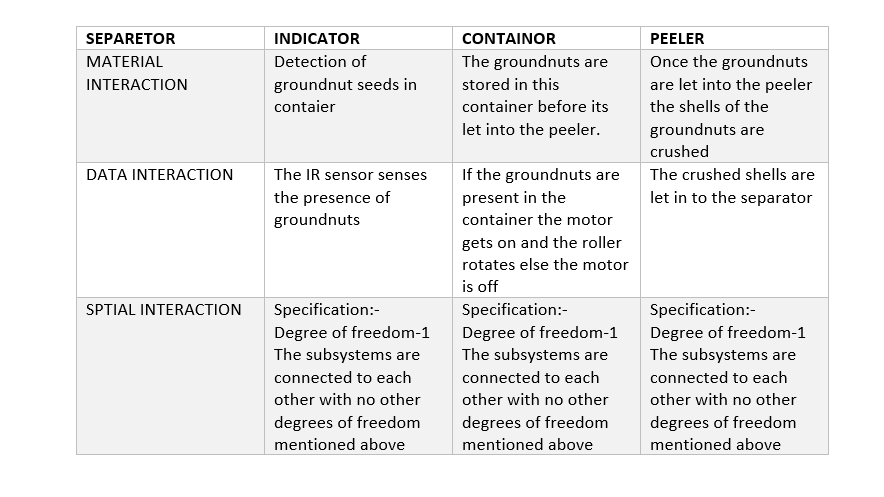 SEPARETOR INDICATOR CONTAINOR PEELER
MATERIAL
INTERACTION
Detection of
groundnut seeds in
contaier
The groundnuts are
stored in this
container before its
let into the peeler.
Once the groundnuts
are let into the peeler
the shells of the
groundnuts are
crushed
DATA INTERACTION
The IR sensor senses
the presence of
groundnuts
If the groundnuts are
present in the
container the motor
gets on and the roller
rotates else the motor
is off
The crushed shells are
let in to the separator
SPTIAL INTERACTION
Specification:-
Degree of freedom-1
The subsystems are
connected to each
other with no other
degrees of freedom
mentioned above
Specification:-
Degree of freedom-1
The subsystems are
connected to each
other with no other
degrees of freedom
mentioned above
Specification:-
Degree of freedom-1
The subsystems are
connected to each
other with no other
degrees of freedom
mentioned above